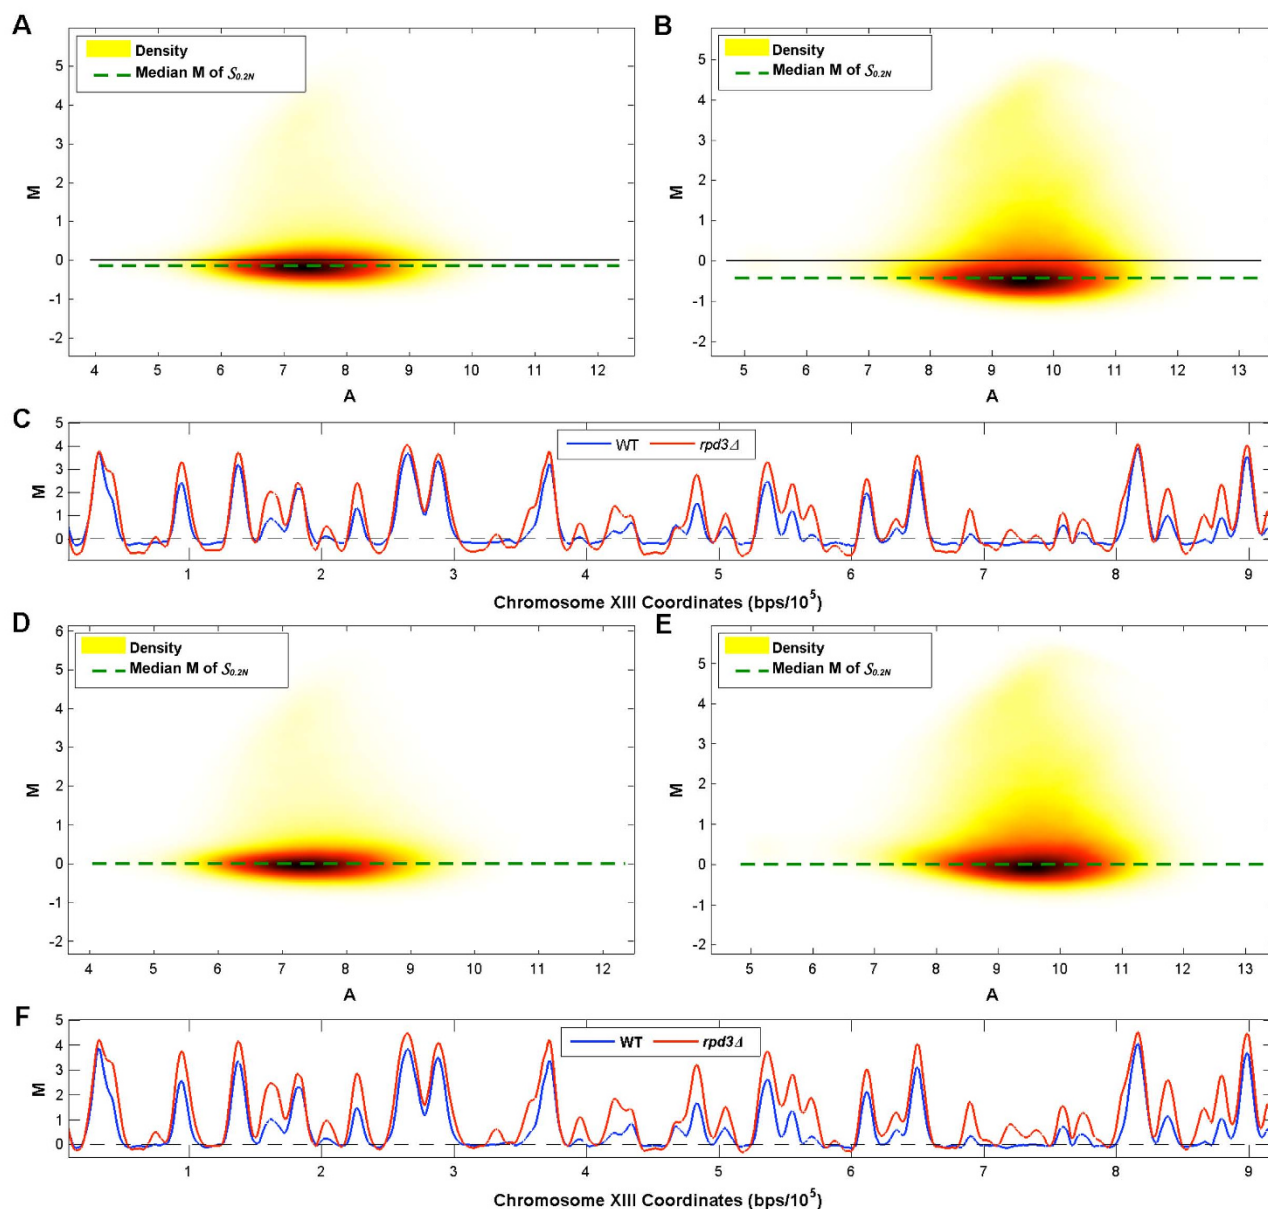 A
Density
Median M of S0.2N
5
4
3
2
1
0
-1
-2
M
4 5 6 7 8 9 10 11 12
A
B
Density
Median M of S0.2N
5
4
3
2
1
0
-1
-2
M
5 6 7 8 9 10 11 12 13
A
C
WT rpd3Δ
5
4
3
2
1
0
M
1 2 3 4 5 6 7 8 9
Chromosome XIII Coordinates (bps/10^5)
D
Density
Median M of S0.2N
6
5
4
3
2
1
0
-1
-2
M
4 5 6 7 8 9 10 11 12
A
E
Density
Median M of S0.2N
5
4
3
2
1
0
-1
-2
M
5 6 7 8 9 10 11 12 13
A
F
WT rpd3Δ
5
4
3
2
1
0
M
1 2 3 4 5 6 7 8 9
Chromosome XIII Coordinates (bps/10^5)